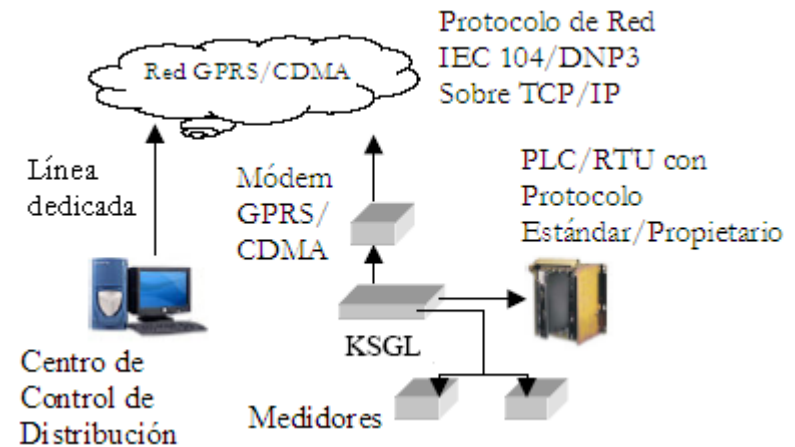 Protocolo de Red
IEC 104/DNP3
Sobre TCP/IP
Red GPRS/CDMA
Línea
dedicada
Módem
GPRS/
CDMA
PLC/RTU con
Protocolo
Estándar/Propietario
KSGL
Centro de
Control de
Distribución
Medidores